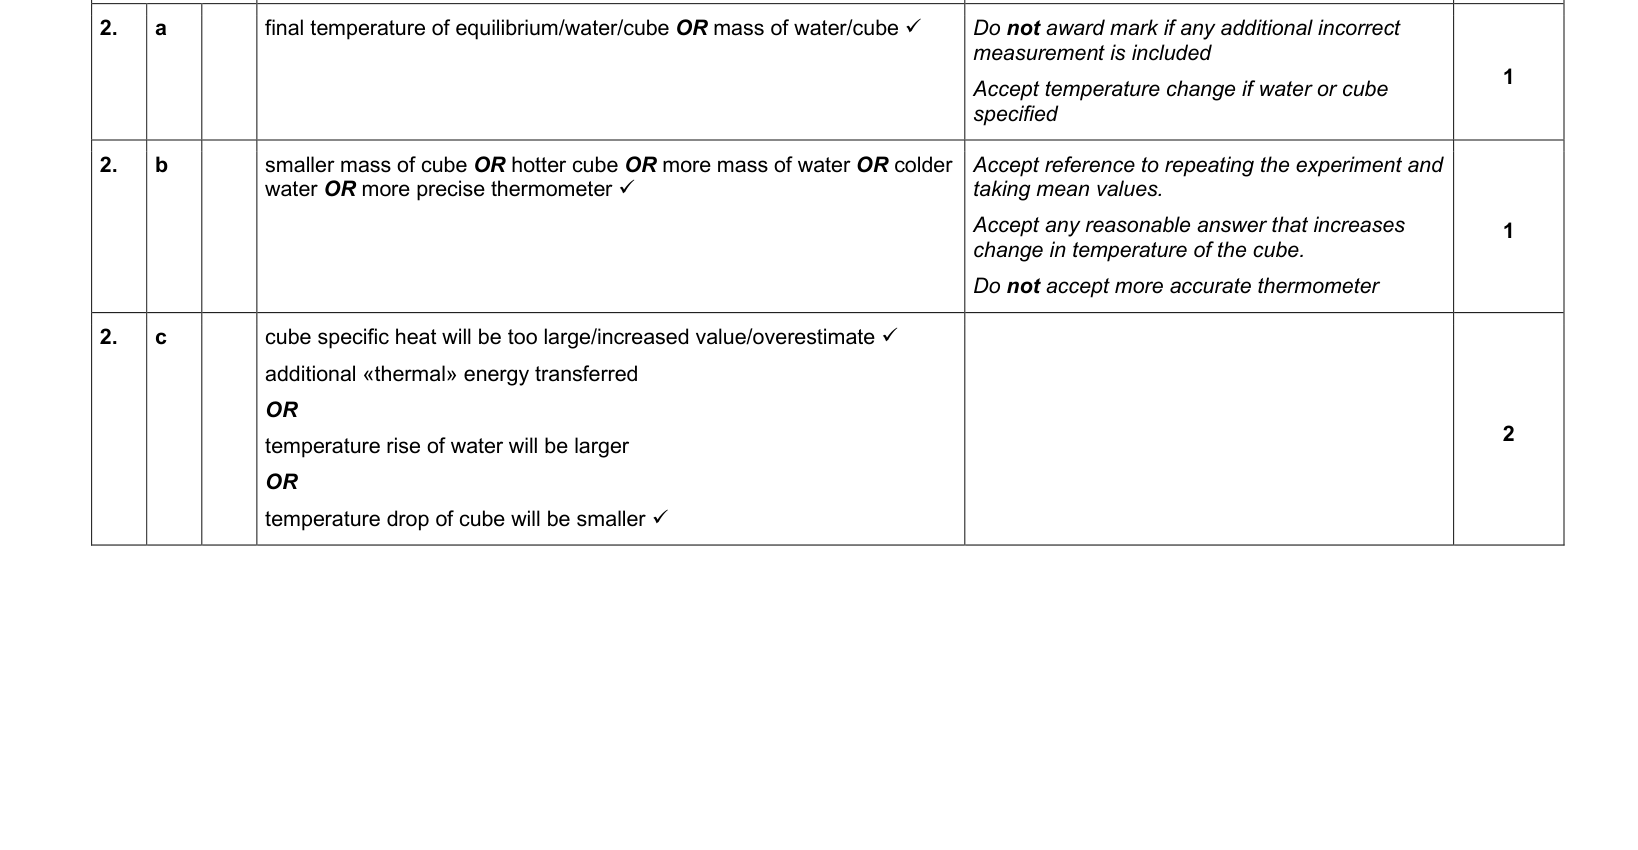 2. a final temperature of equilibrium/water/cube OR mass of water/cube ✓
Do not award mark if any additional incorrect
measurement is included
Accept temperature change if water or cube
specified
1
2. b smaller mass of cube OR hotter cube OR more mass of water OR colder
water OR more precise thermometer ✓
Accept reference to repeating the experiment and
taking mean values.
Accept any reasonable answer that increases
change in temperature of the cube.
Do not accept more accurate thermometer
1
2. c cube specific heat will be too large/increased value/overestimate ✓
additional «thermal» energy transferred
OR
temperature rise of water will be larger
OR
temperature drop of cube will be smaller ✓
2